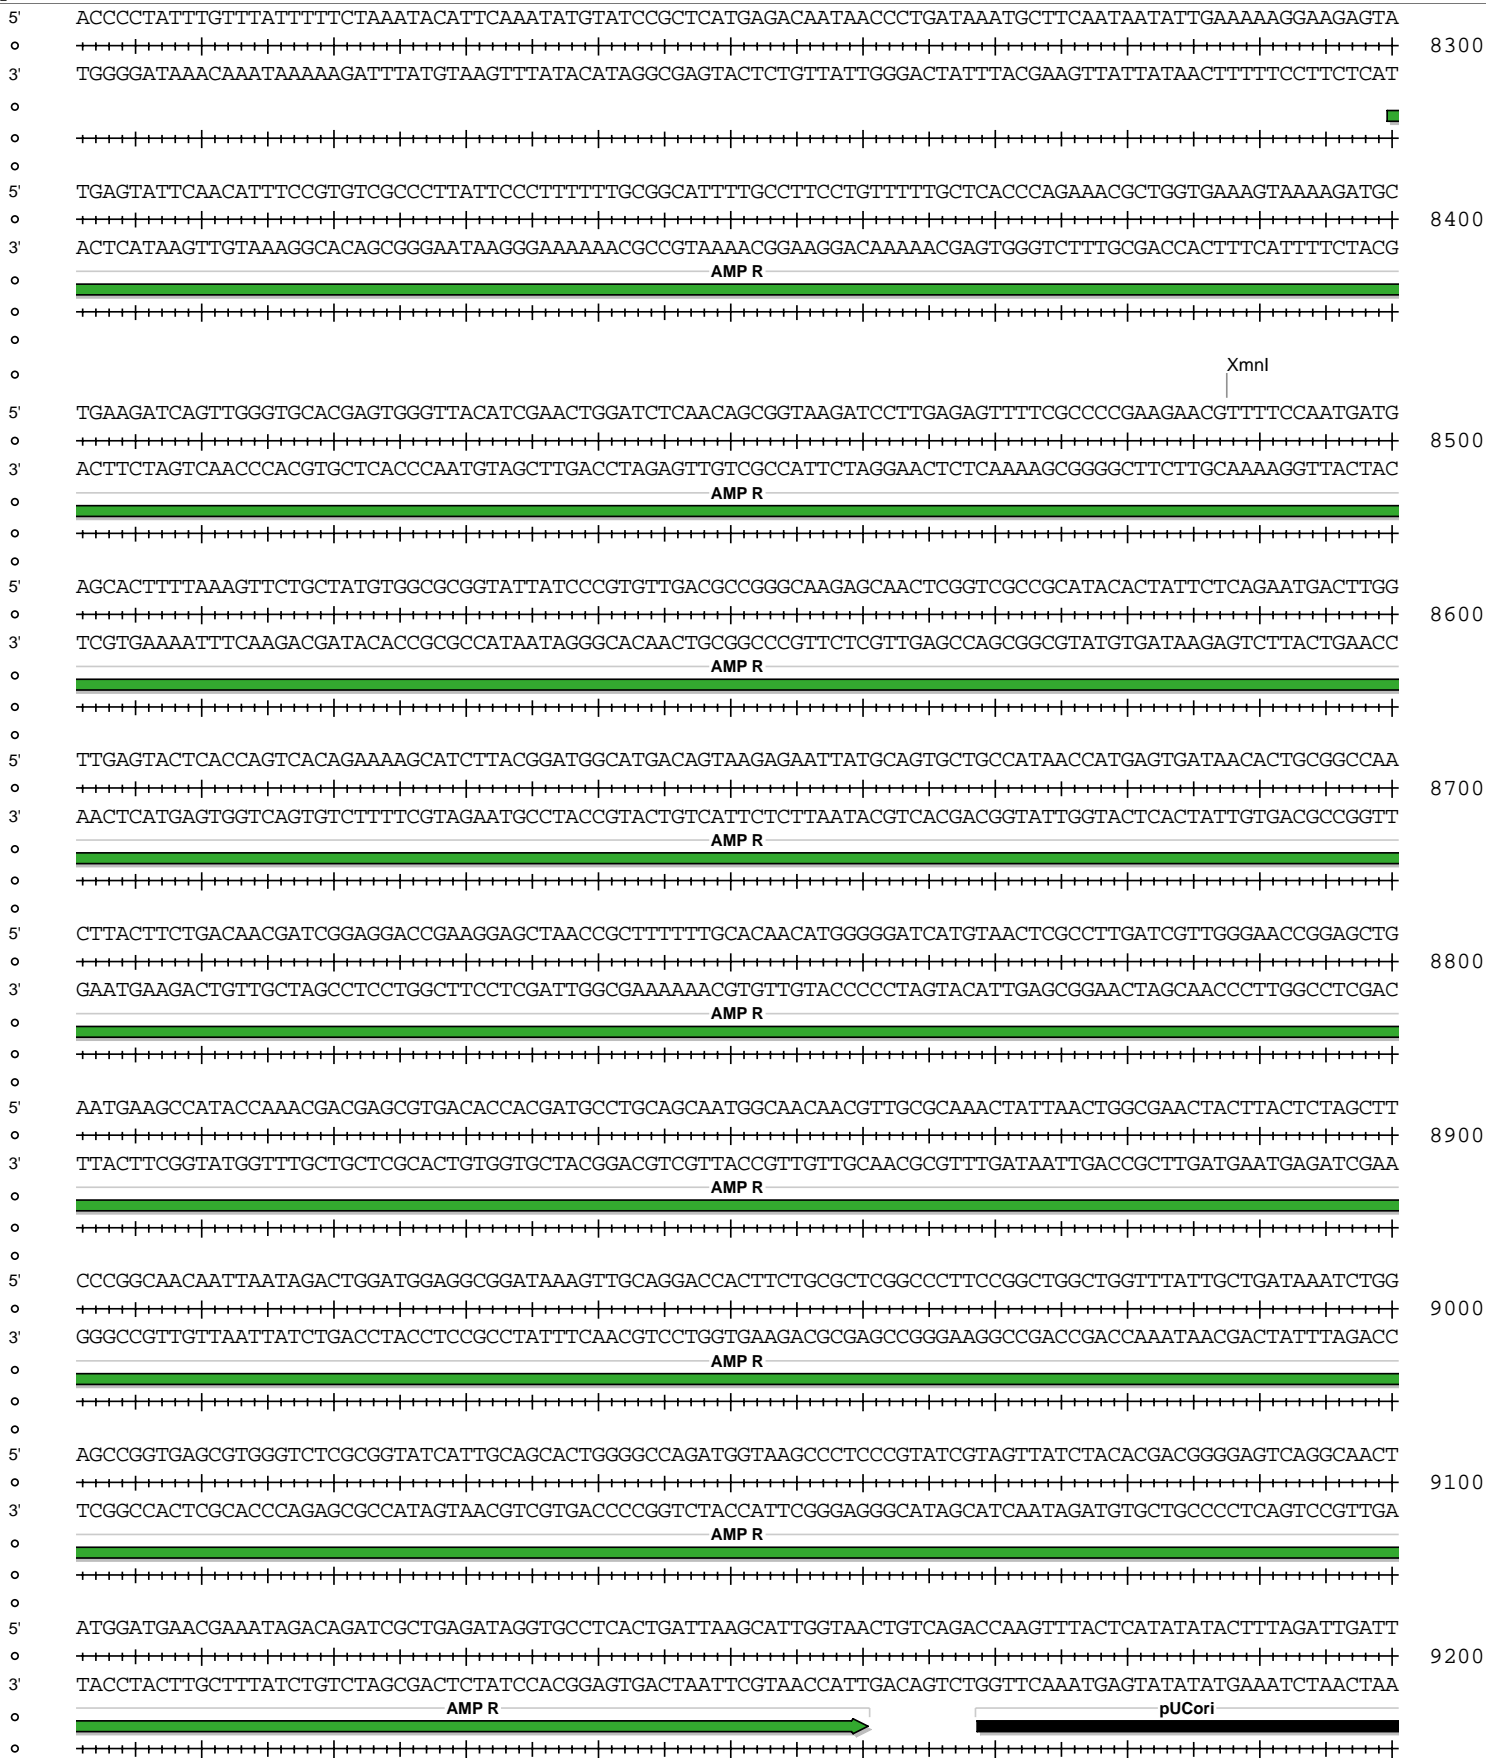 5' ACCCCTATTTGTTTATTTTTCTAAATACATTCAAATATGTATCCGCTCATGAGACAATAACCCTGATAAATGCTTCAATAATATTGAAAAAGGAAGAGTA
8300
3' TGGGGATAAACAAATAAAAAGATTTATGTAAGTTTATACATAGGCGAGTACTCTGTTATTGGGACTATTTACGAAGTTATTATAACTTTTTCCTTCTCAT
5' TGAGTATTCAACATTTCCGTGTCGCCCTTATTCCCTTTTTTGCGGCATTTTGCCTTCCTGTTTTTGCTCACCCAGAAACGCTGGTGAAAGTAAAAGATGC
8400
3' ACTCATAAGTTGTAAAGGCACAGCGGGAATAAGGGAAAAAACGCCGTAAAACGGAAGGACAAAAACGAGTGGGTCTTTGCGACCACTTTCATTTTCTACG
AMP R
XmnI
5' TGAAGATCAGTTGGGTGCACGAGTGGGTTACATCGAACTGGATCTCAACAGCGGTAAGATCCTTGAGAGTTTTCGCCCCGAAGAACGTTTTCCAATGATG
8500
3' ACTTCTAGTCAACCCACGTGCTCACCCAATGTAGCTTGACCTAGAGTTGTCGCCATTCTAGGAACTCTCAAAAGCGGGGCTTCTTGCAAAAGGTTACTAC
AMP R
5' AGCACTTTTAAAGTTCTGCTATGTGGCGCGGTATTATCCCGTGTTGACGCCGGGCAAGAGCAACTCGGTCGCCGCATACACTATTCTCAGAATGACTTGG
8600
3' TCGTGAAAATTTCAAGACGATACACCGCGCCATAATAGGGCACAACTGCGGCCCGTTCTCGTTGAGCCAGCGGCGTATGTGATAAGAGTCTTACTGAACC
AMP R
5' TTGAGTACTCACCAGTCACAGAAAAGCATCTTACGGATGGCATGACAGTAAGAGAATTATGCAGTGCTGCCATAACCATGAGTGATAACACTGCGGCCAA
8700
3' AACTCATGAGTGGTCAGTGTCTTTTCGTAGAATGCCTACCGTACTGTCATTCTCTTAATACGTCACGACGGTATTGGTACTCACTATTGTGACGCCGGTT
AMP R
5' CTTACTTCTGACAACGATCGGAGGACCGAAGGAGCTAACCGCTTTTTTGCACAACATGGGGGATCATGTAACTCGCCTTGATCGTTGGGAACCGGAGCTG
8800
3' GAATGAAGACTGTTGCTAGCCTCCTGGCTTCCTCGATTGGCGAAAAAACGTGTTGTACCCCCTAGTACATTGAGCGGAACTAGCAACCCTTGGCCTCGAC
AMP R
5' AATGAAGCCATACCAAACGACGAGCGTGACACCACGATGCCTGCAGCAATGGCAACAACGTTGCGCAAACTATTAACTGGCGAACTACTTACTCTAGCTT
8900
3' TTACTTCGGTATGGTTTGCTGCTCGCACTGTGGTGCTACGGACGTCGTTACCGTTGTTGCAACGCGTTTGATAATTGACCGCTTGATGAATGAGATCGAA
AMP R
5' CCCGGCAACAATTAATAGACTGGATGGAGGCGGATAAAGTTGCAGGACCACTTCTGCGCTCGGCCCTTCCGGCTGGCTGGTTTATTGCTGATAAATCTGG
9000
3' GGGCCGTTGTTAATTATCTGACCTACCTCCGCCTATTTCAACGTCCTGGTGAAGACGCGAGCCGGGAAGGCCGACCGACCAAATAACGACTATTTAGACC
AMP R
5' AGCCGGTGAGCGTGGGTCTCGCGGTATCATTGCAGCACTGGGGCCAGATGGTAAGCCCTCCCGTATCGTAGTTATCTACACGACGGGGAGTCAGGCAACT
9100
3' TCGGCCACTCGCACCCAGAGCGCCATAGTAACGTCGTGACCCCGGTCTACCATTCGGGAGGGCATAGCATCAATAGATGTGCTGCCCCTCAGTCCGTTGA
AMP R
5' ATGGATGAACGAAATAGACAGATCGCTGAGATAGGTGCCTCACTGATTAAGCATTGGTAACTGTCAGACCAAGTTTACTCATATATACTTTAGATTGATT
9200
3' TACCTACTTGCTTTATCTGTCTAGCGACTCTATCCACGGAGTGACTAATTCGTAACCATTGACAGTCTGGTTCAAATGAGTATATATGAAATCTAACTAA
AMP R pUCori